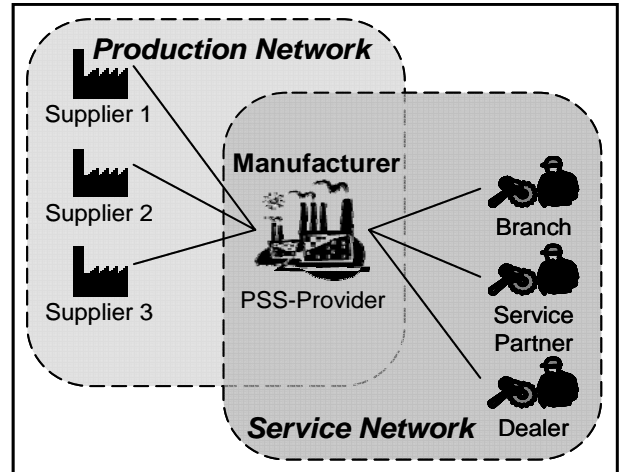 Production Network
Supplier 1
Supplier 2
Supplier 3
Manufacturer
PSS-Provider
Branch
Service
Partner
Dealer
Service Network